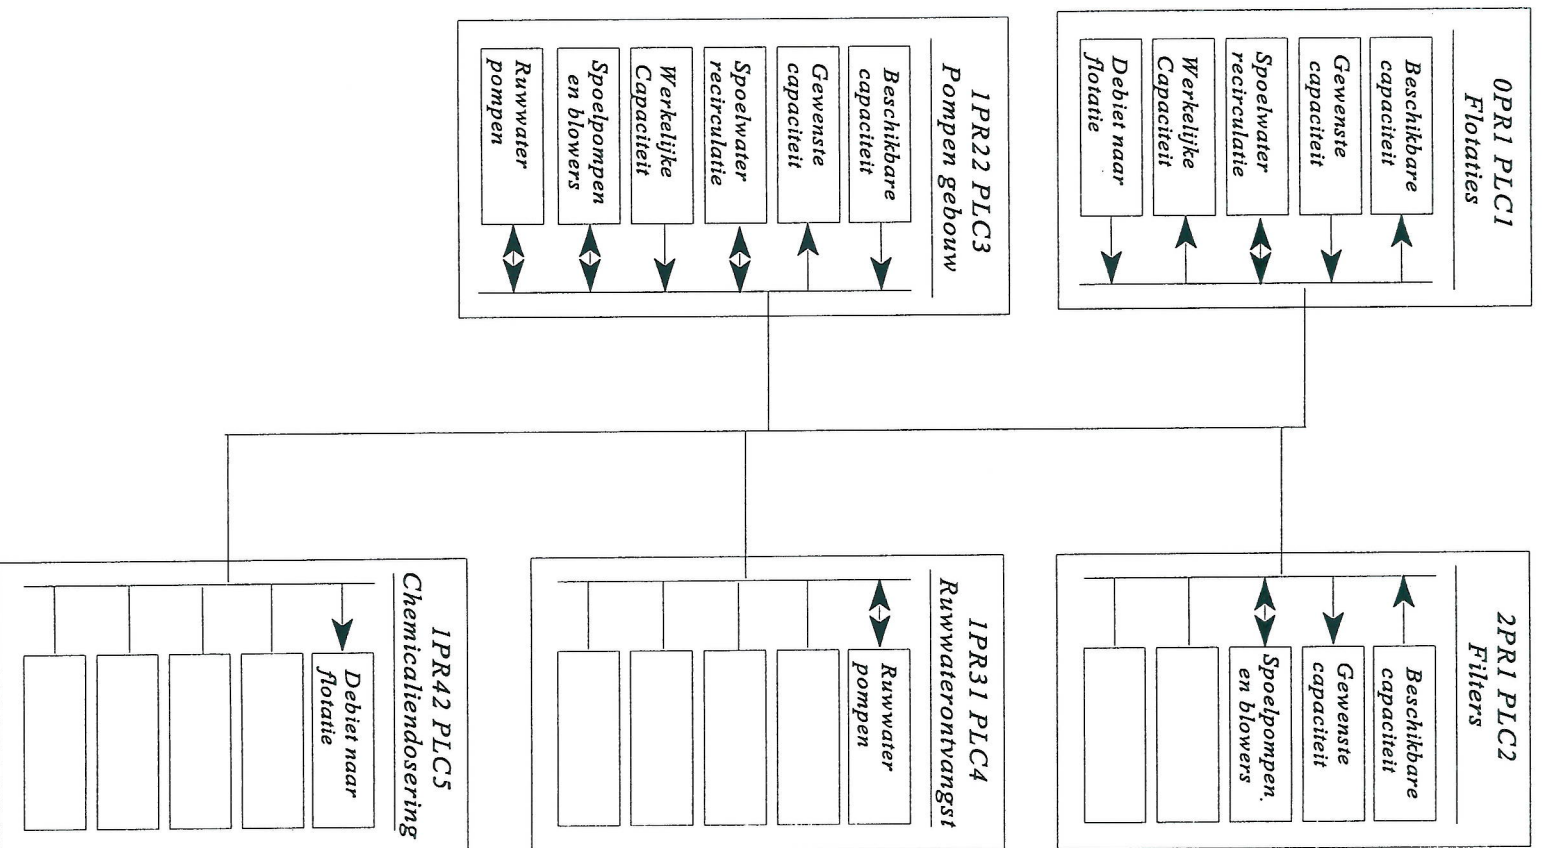 0PR1 PLC1
Flotaties
Beschikbare
capaciteit
Gewenste
capaciteit
Spoelwater
recirculatie
Werkelijke
Capaciteit
Debiet naar
flotatie
2PR1 PLC2
Filters
Beschikbare
capaciteit
Gewenste
capaciteit
Spoelpompen.
en blowers
1PR22 PLC3
Pompen gebouw
Beschikbare
capaciteit
Gewenste
capaciteit
Spoelwater
recirculatie
Werkelijke
Capaciteit
Spoelpompen
en blowers
Ruwwater
pompen
1PR31 PLC4
Ruwwaterontvangst
Ruwwater
pompen
1PR42 PLC5
Chemicaliendosering
Debiet naar
flotatie